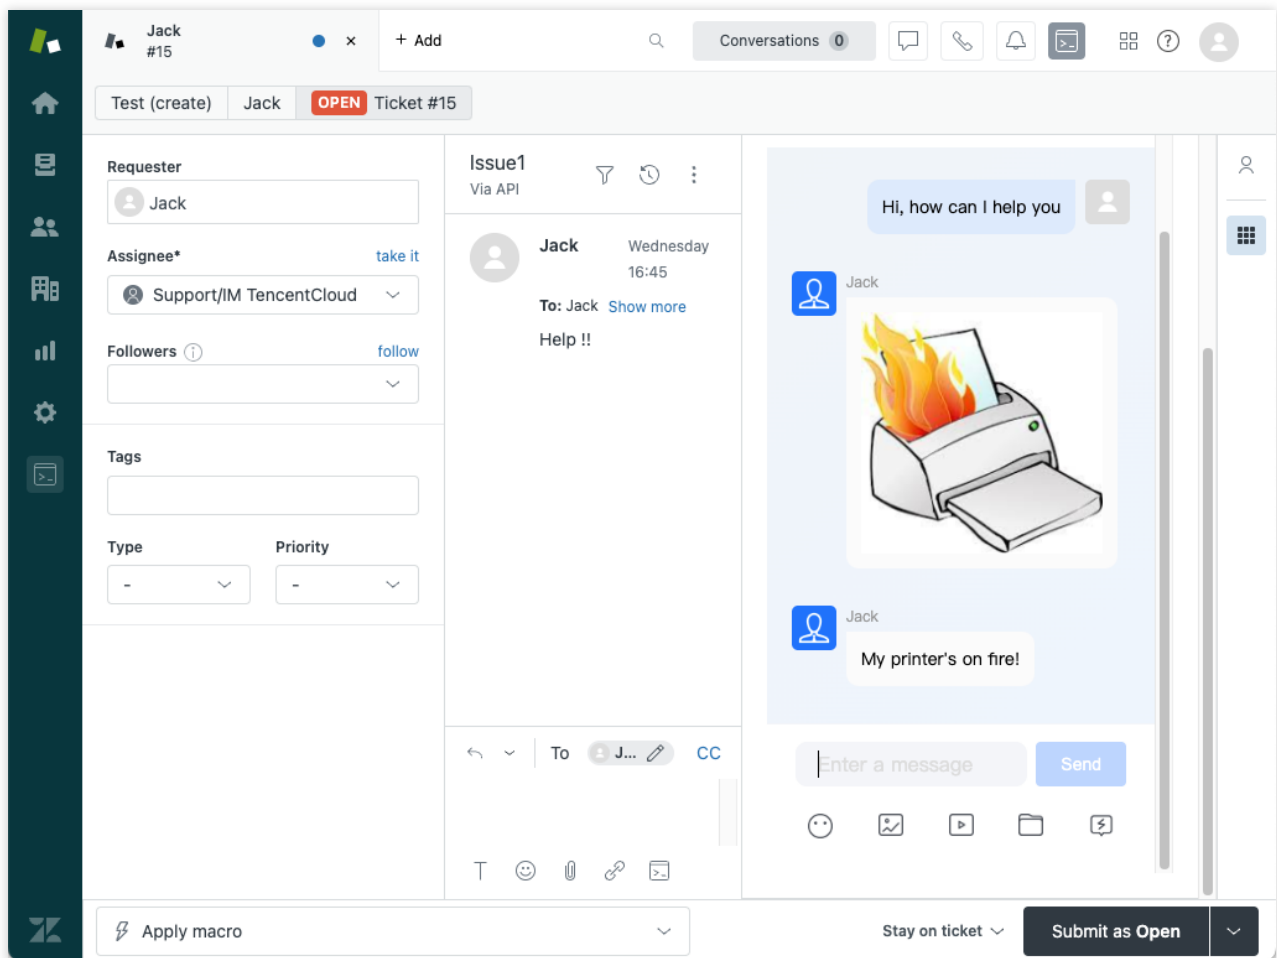 Jack
#15
+ Add
Conversations 0
Test (create)
Jack
OPEN Ticket #15
Requester
Jack
Assignee*
take it
Support/IM TencentCloud
Followers
follow
Tags
Type
Priority
-
-
Issue1
Via API
Jack
Wednesday
16:45
To: Jack Show more
Help !!
To
J...
CC
Hi, how can I help you
Jack
Jack
My printer's on fire!
Enter a message
Send
Apply macro
Stay on ticket
Submit as Open